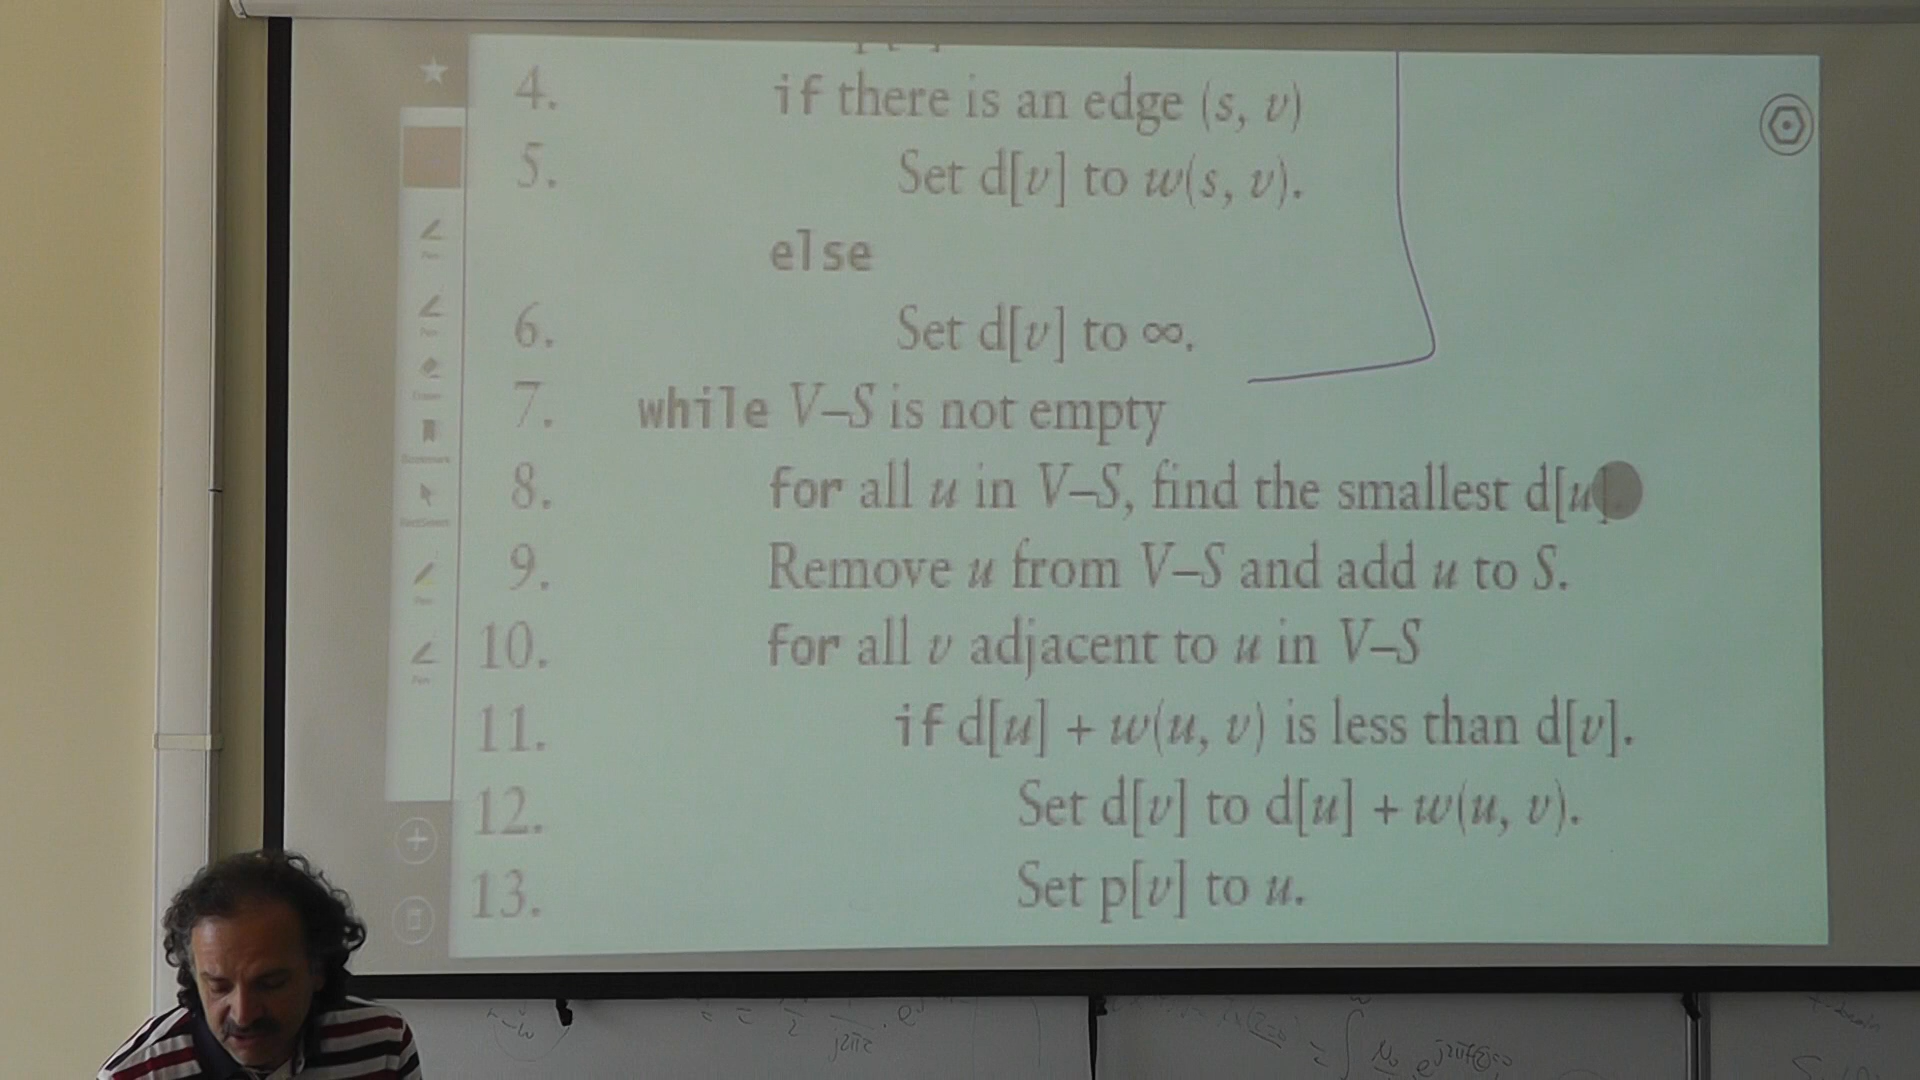 4. if there is an edge (s, v)
5. Set d[v] to w(s, v).
else
6. Set d[v] to ∞.
7. while V–S is not empty
8. for all u in V–S, find the smallest d[u]
9. Remove u from V–S and add u to S.
10. for all v adjacent to u in V–S
11. if d[u] + w(u, v) is less than d[v].
12. Set d[v] to d[u] + w(u, v).
13. Set p[v] to u.
Pen